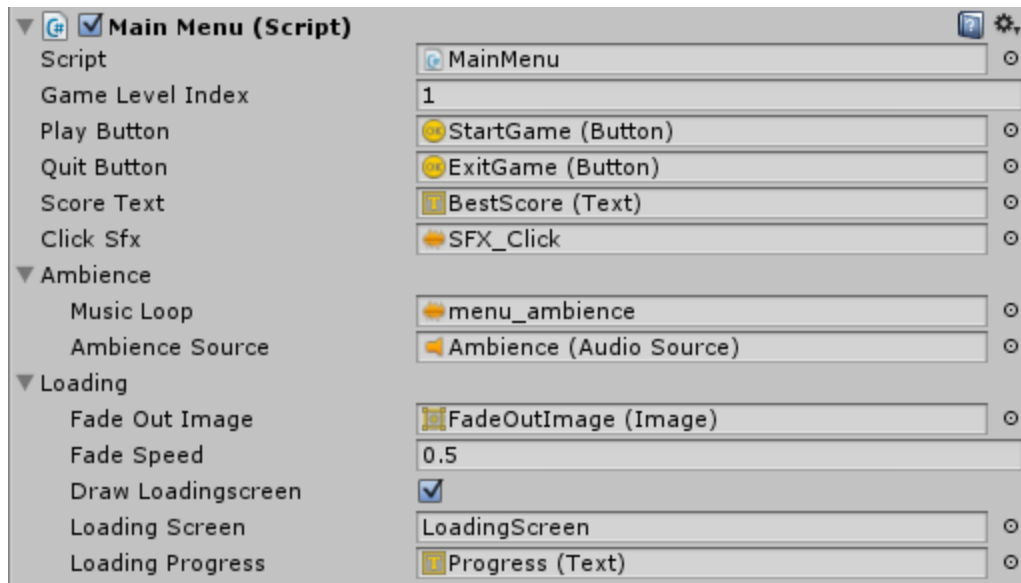 Main Menu (Script)
Script MainMenu
Game Level Index 1
Play Button StartGame (Button)
Quit Button ExitGame (Button)
Score Text BestScore (Text)
Click Sfx SFX_Click
Ambience
Music Loop menu_ambience
Ambience Source Ambience (Audio Source)
Loading
Fade Out Image FadeOutImage (Image)
Fade Speed 0.5
Draw Loadingscreen
Loading Screen LoadingScreen
Loading Progress Progress (Text)